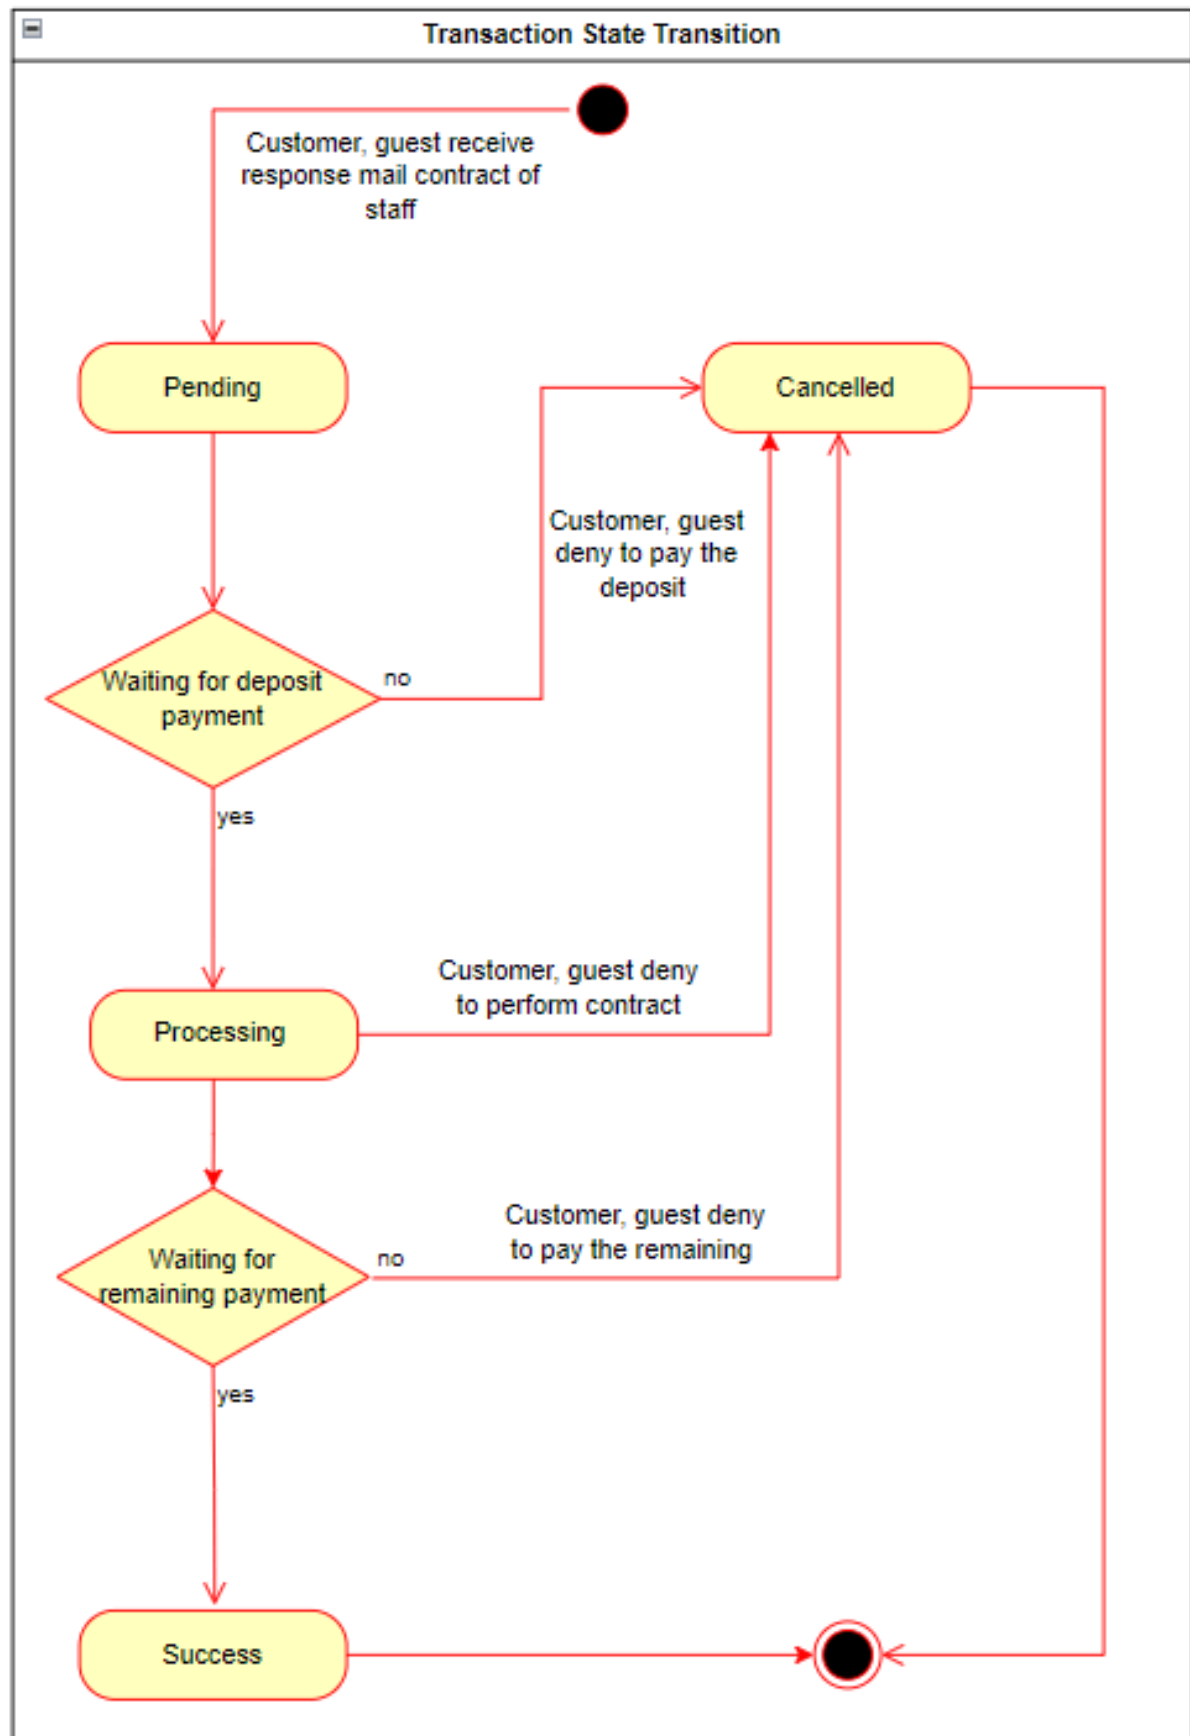 Transaction State Transition
Customer, guest receive
response mail contract of
staff
Pending
Cancelled
Customer, guest
deny to pay the
deposit
Waiting for deposit
payment
no
yes
Customer, guest deny
to perform contract
Processing
Customer, guest deny
to pay the remaining
Waiting for
remaining payment
no
yes
Success